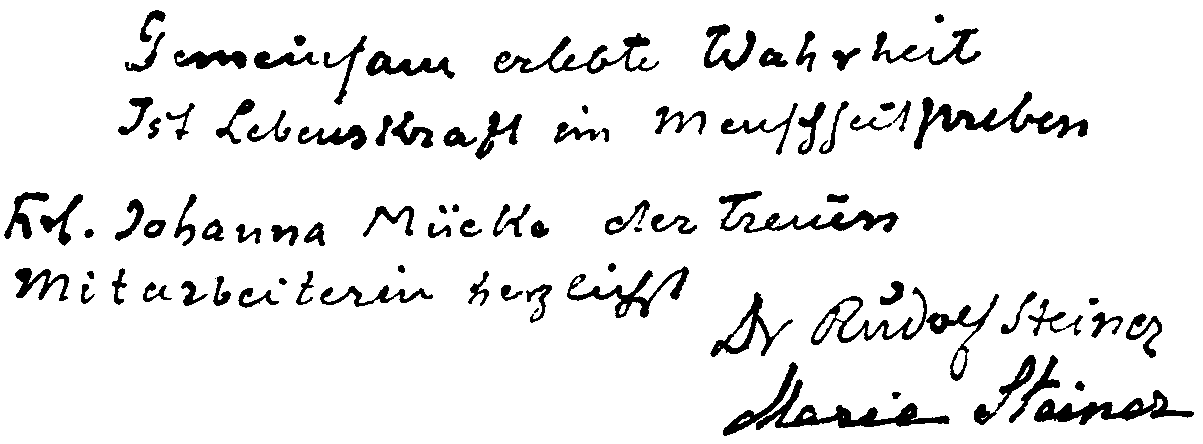 Gemeinsam erlebte Wahrheit
Ist Lebenskraft im Menschheitstreben
Frl. Johanna Mücke der treuen
Mitarbeiterin herzlichst
Dr Rudolf Steiner
Marie Steiner